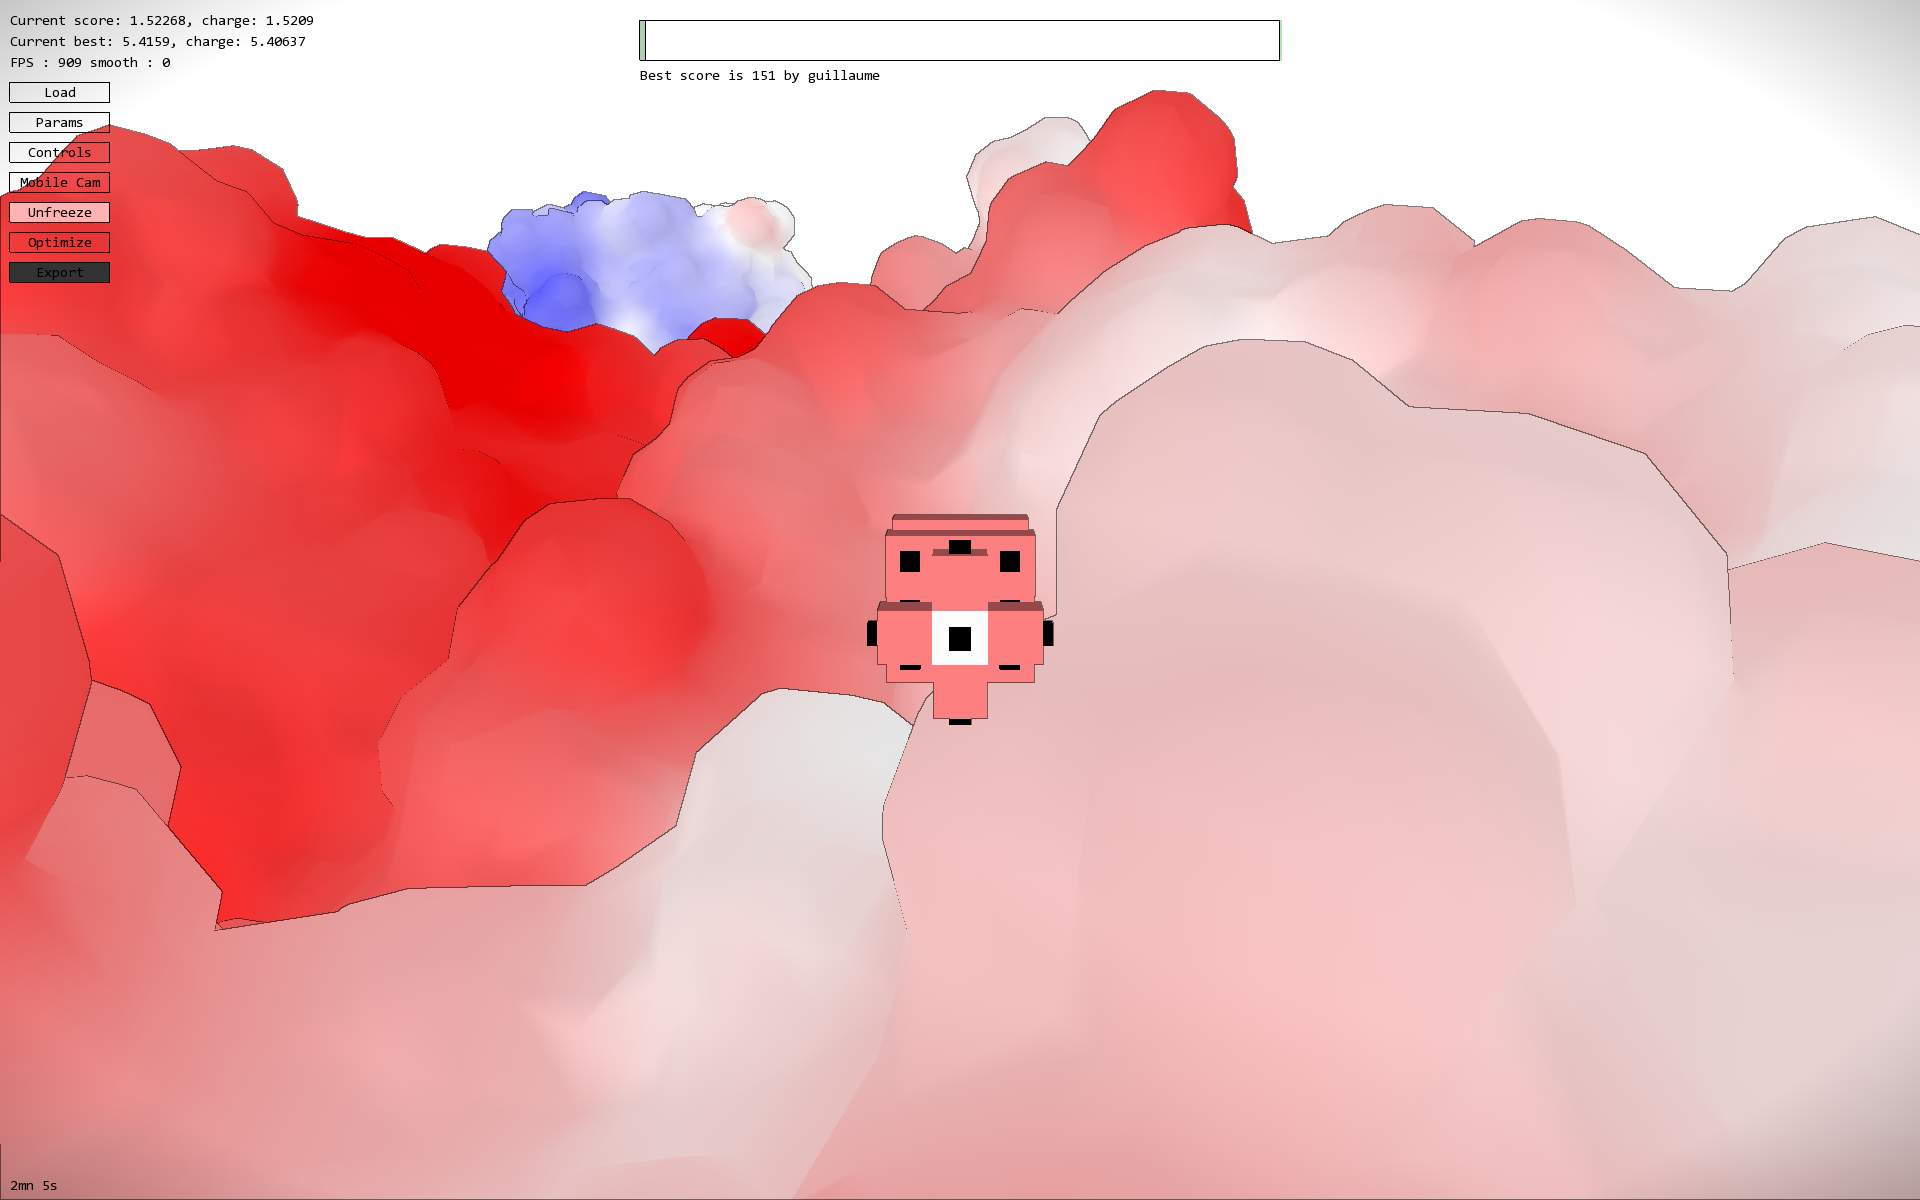 Current score: 1.52268, charge: 1.5209
Current best: 5.4159, charge: 5.40637
FPS : 909 smooth : 0
Best score is 151 by guillaume
Load
Params
Controls
Mobile Cam
Unfreeze
Optimize
Export
2mn 5s